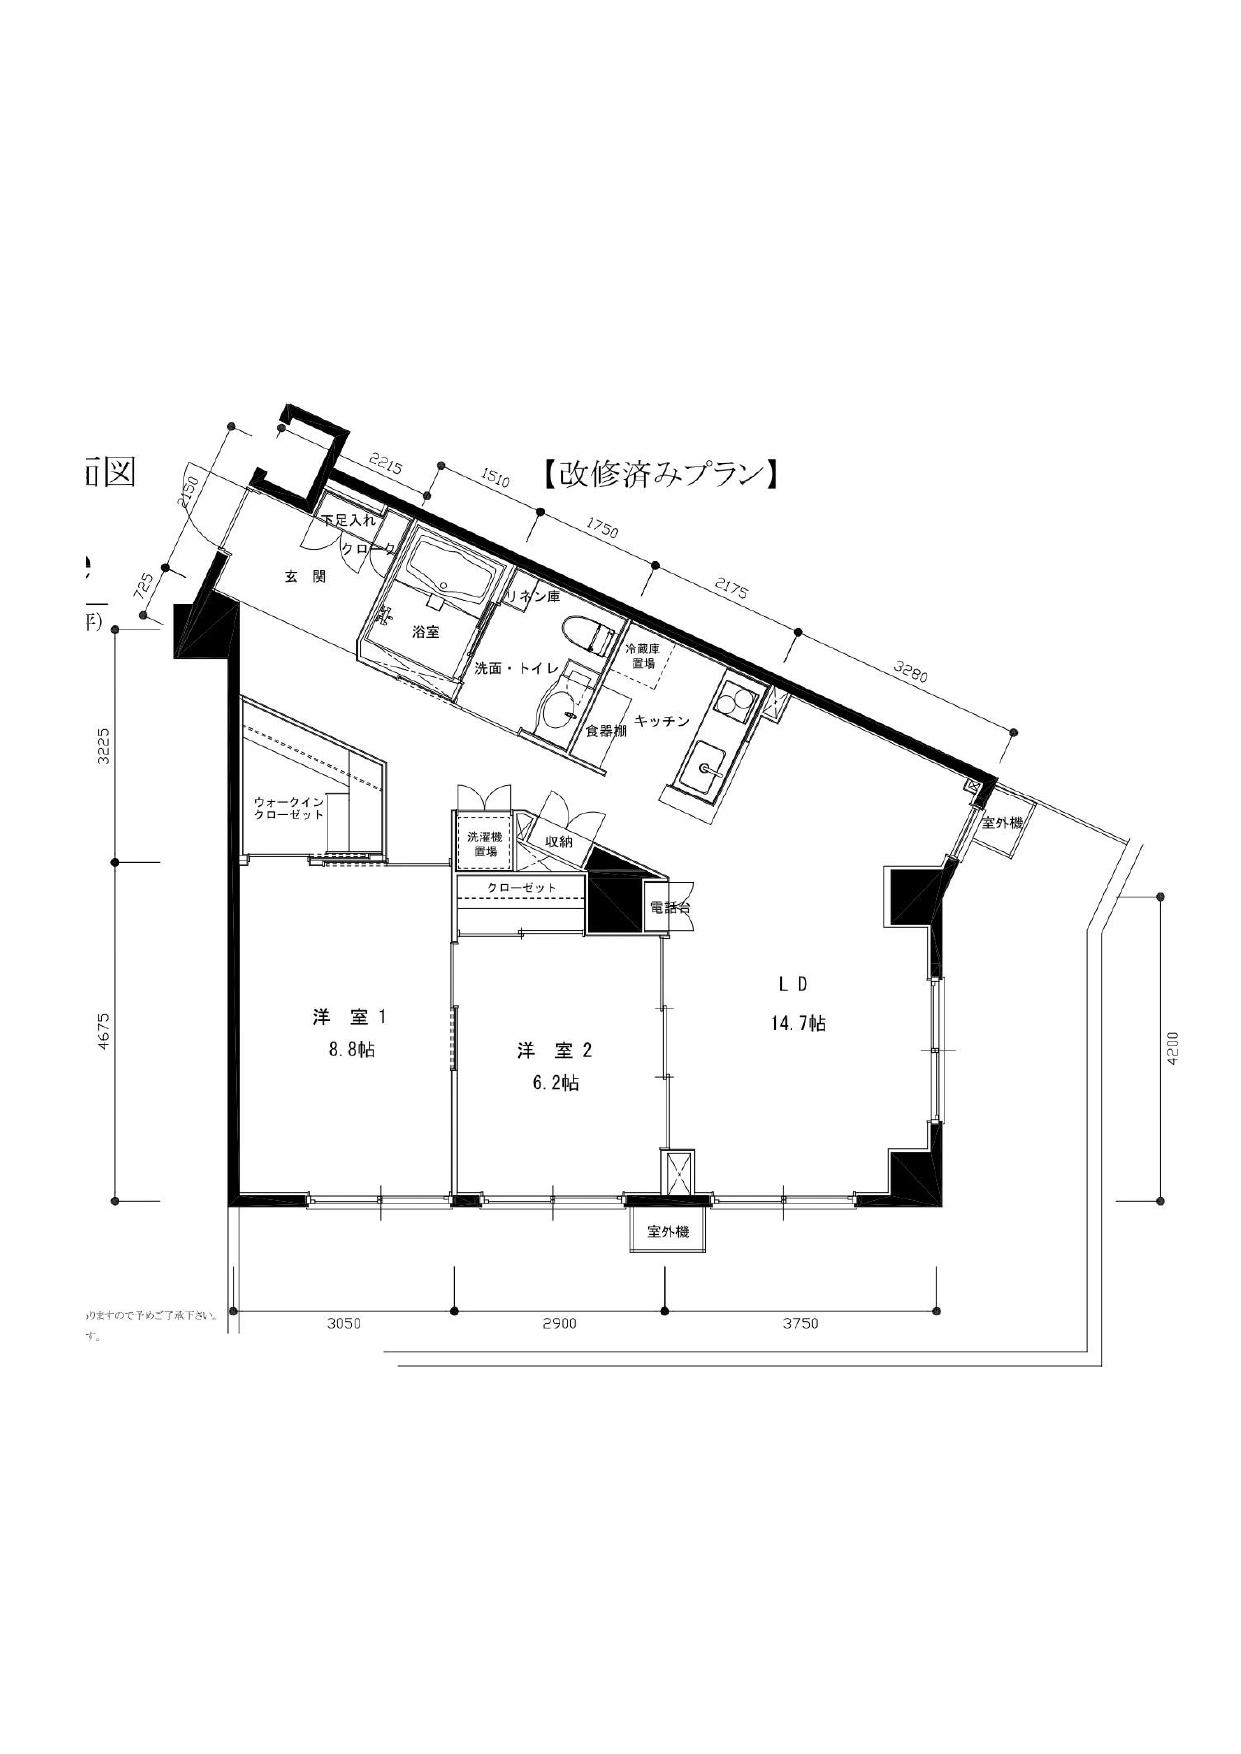 面図
【改修済みプラン】
坪)
2215
1510
1750
2175
3280
2150
725
下足入れ
クローク
玄 関
浴室
リネン庫
洗面・トイレ
冷蔵庫
置場
食器棚
キッチン
室外機
3225
ウォークイン
クローゼット
洗濯機
置場
収納
クローゼット
電話台
4675
洋 室 1
8.8帖
洋 室 2
6.2帖
L D
14.7帖
4200
室外機
りますので予めご了承下さい。
す。
3050
2900
3750